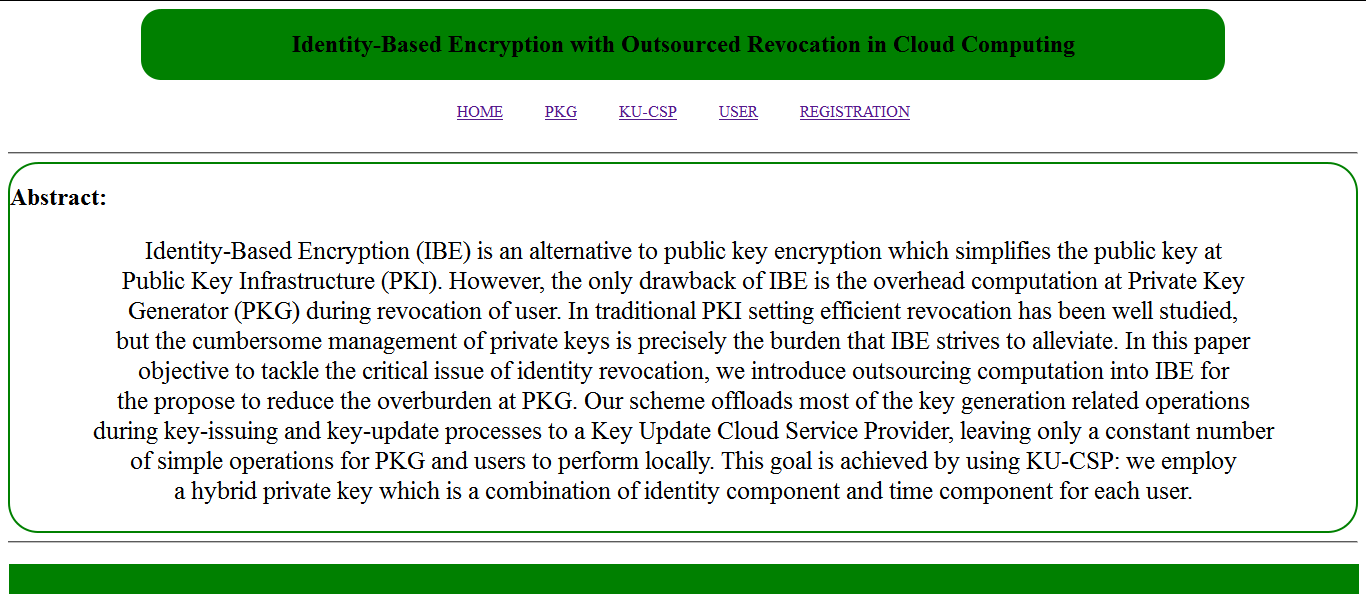 Identity-Based Encryption with Outsourced Revocation in Cloud Computing
HOME PKG KU-CSP USER REGISTRATION
Abstract:
Identity-Based Encryption (IBE) is an alternative to public key encryption which simplifies the public key at
Public Key Infrastructure (PKI). However, the only drawback of IBE is the overhead computation at Private Key
Generator (PKG) during revocation of user. In traditional PKI setting efficient revocation has been well studied,
but the cumbersome management of private keys is precisely the burden that IBE strives to alleviate. In this paper
objective to tackle the critical issue of identity revocation, we introduce outsourcing computation into IBE for
the propose to reduce the overburden at PKG. Our scheme offloads most of the key generation related operations
during key-issuing and key-update processes to a Key Update Cloud Service Provider, leaving only a constant number
of simple operations for PKG and users to perform locally. This goal is achieved by using KU-CSP: we employ
a hybrid private key which is a combination of identity component and time component for each user.